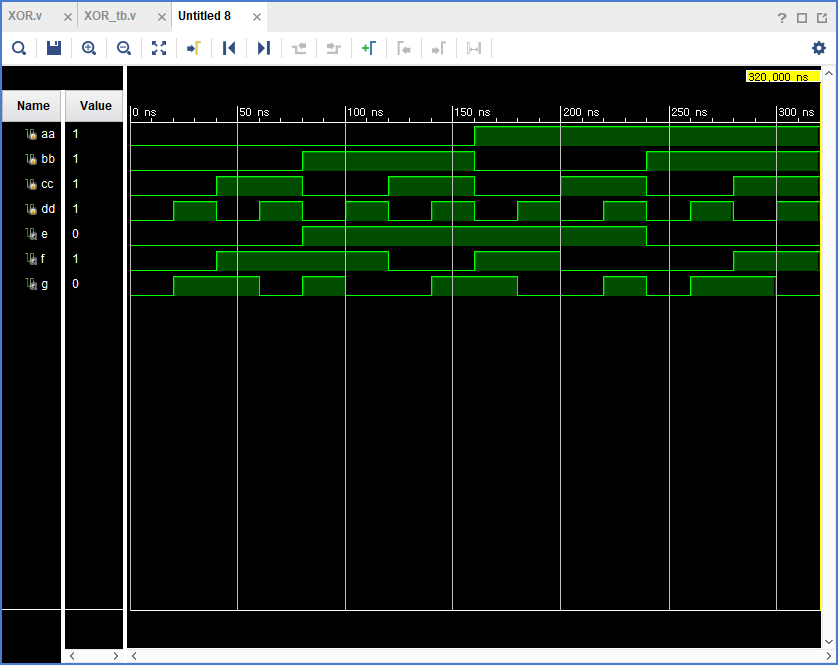 XOR.v × XOR_tb.v × Untitled 8 × ?
320,000 ns
Name Value
0 ns 50 ns 100 ns 150 ns 200 ns 250 ns 300 ns
aa 1
bb 1
cc 1
dd 1
e 0
f 1
g 0